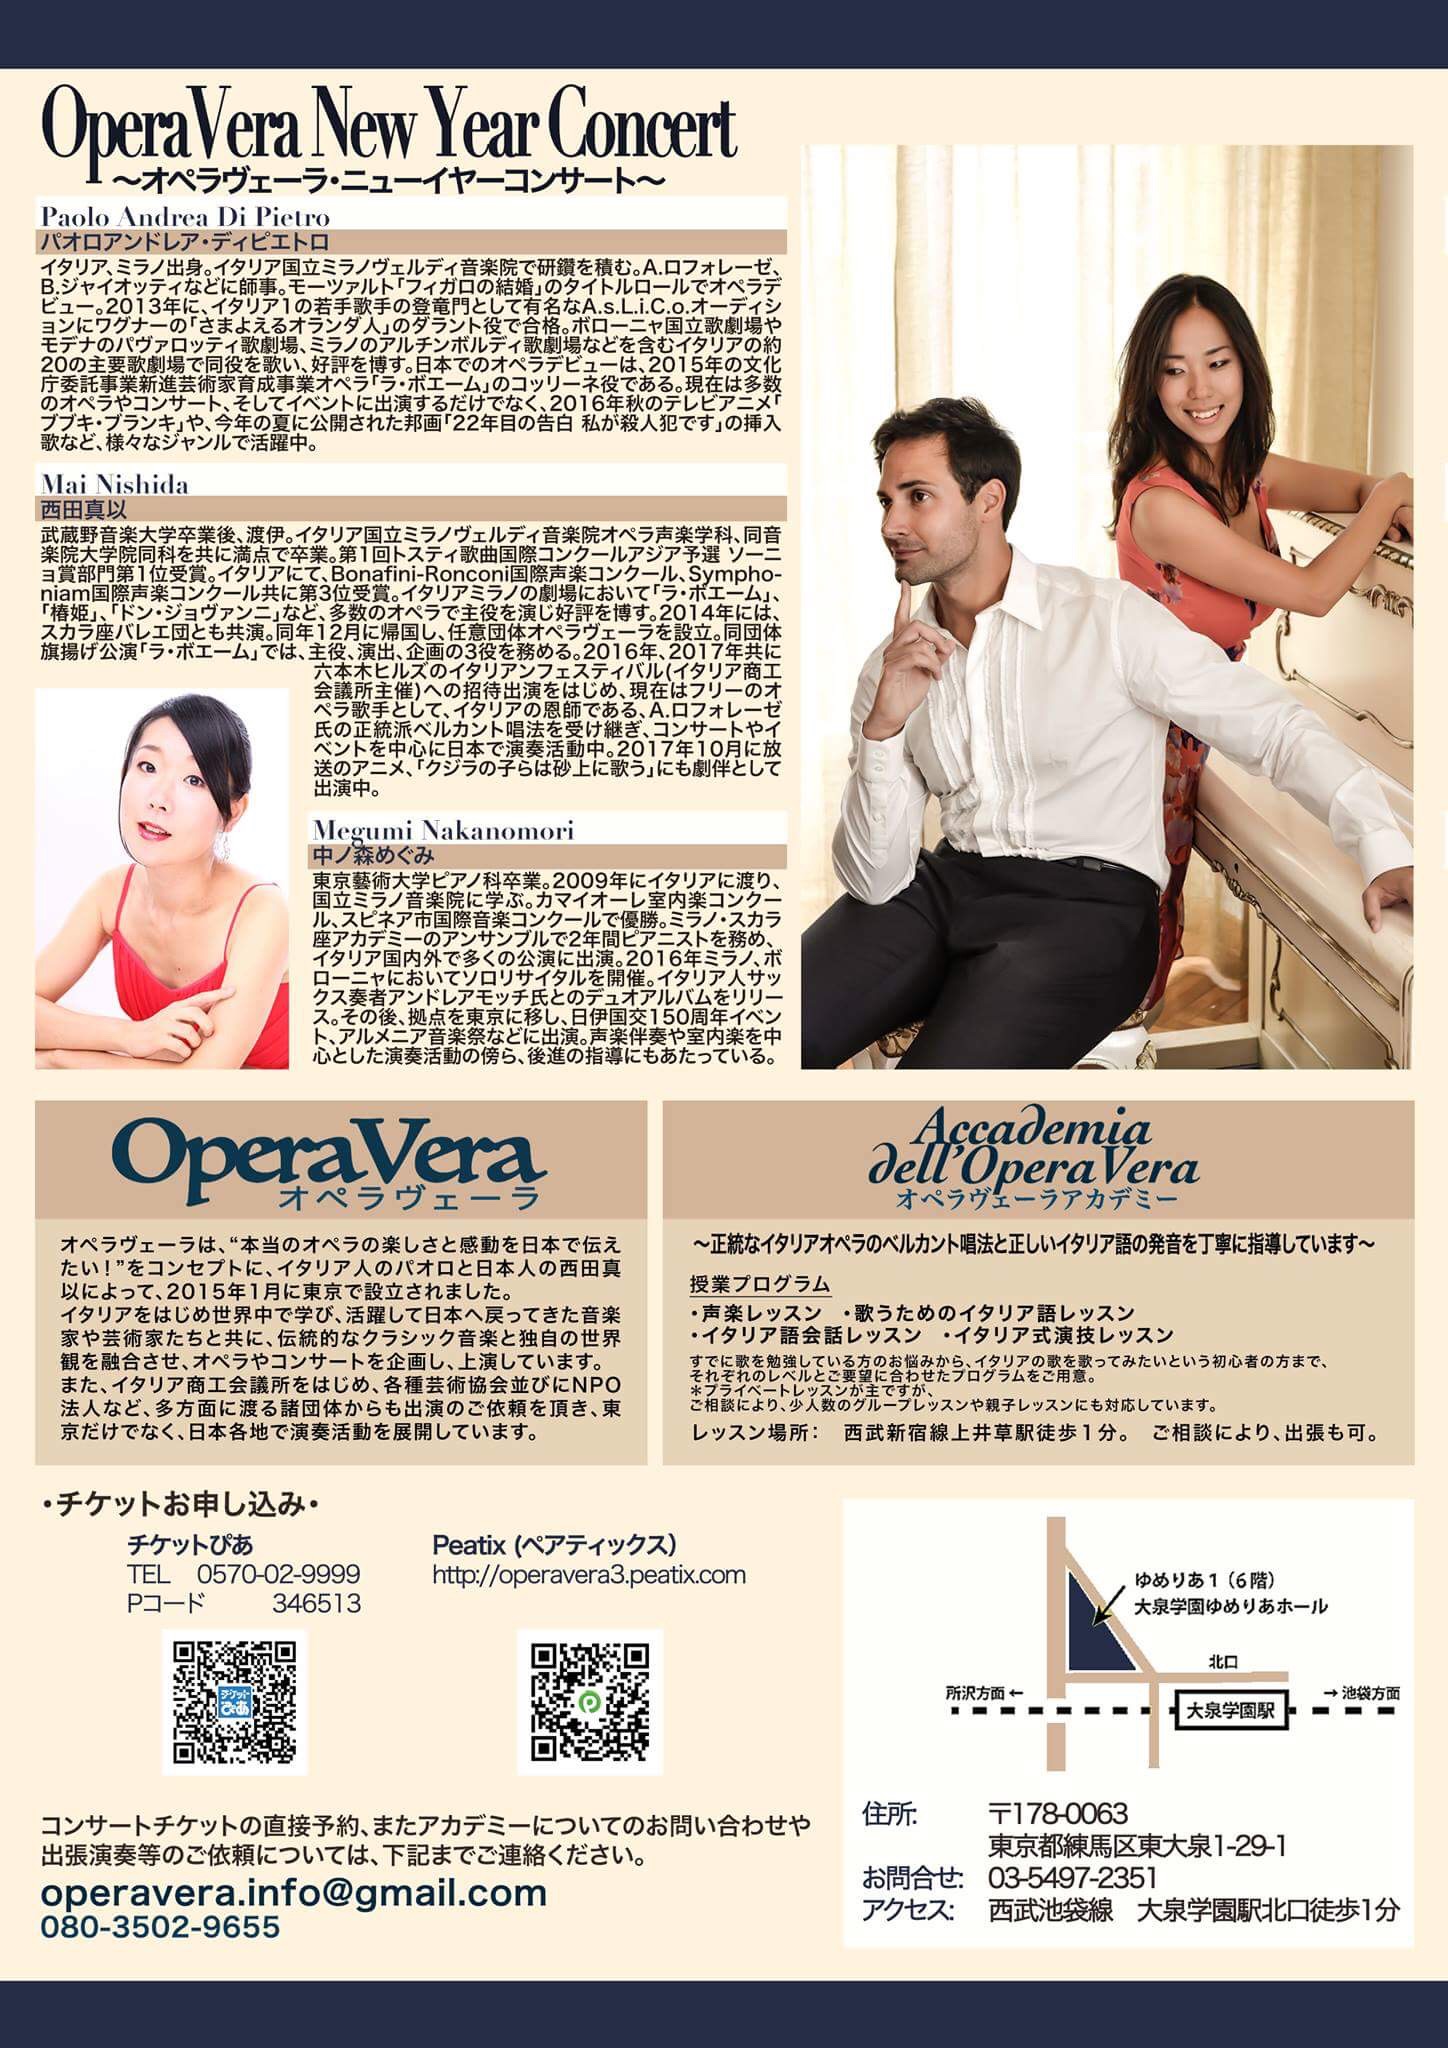 OperaVera New Year Concert
～オペラヴェーラ・ニューイヤーコンサート～
Paolo Andrea Di Pietro
パオロアンドレア・ディピエトロ
イタリア、ミラノ出身。イタリア国立ミラノヴェルディ音楽院で研鑽を積む。A.ロフォレーゼ、
B.ジャイオッティなどに師事。モーツァルト「フィガロの結婚」のタイトルロールでオペラデ
ビュー。2013年に、イタリア1の若手歌手の登竜門として有名なA.s.L.i.C.o.オーディシ
ョンにワグナーの「さまよえるオランダ人」のダラント役で合格。ボローニャ国立歌劇場や
モデナのパヴァロッティ歌劇場、ミラノのアルチンボルディ歌劇場などを含むイタリアの約
20の主要歌劇場で同役を歌い、好評を博す。日本でのオペラデビューは、2015年の文化
庁委託事業新進芸術家育成事業オペラ「ラ・ボエーム」のコッリーネ役である。現在は多数
のオペラやコンサート、そしてイベントに出演するだけでなく、2016年秋のテレビアニメ「
ブブキ・ブランキ」や、今年の夏に公開された邦画「22年目の告白 私が殺人犯です」の挿入
歌など、様々なジャンルで活躍中。
Mai Nishida
西田真以
武蔵野音楽大学卒業後、渡伊。イタリア国立ミラノヴェルディ音楽院オペラ声楽学科、同音
楽院大学院同科を共に満点で卒業。第1回トスティ歌曲国際コンクールアジア予選 ソーニ
ョ賞部門第1位受賞。イタリアにて、Bonafini-Ronconi国際声楽コンクール、Sympho-
niam国際声楽コンクール共に第3位受賞。イタリアミラノの劇場において「ラ・ボエーム」、
「椿姫」、「ドン・ジョヴァンニ」など、多数のオペラで主役を演じ好評を博す。2014年には、
スカラ座バレエ団とも共演。同年12月に帰国し、任意団体オペラヴェーラを設立。同団体
旗揚げ公演「ラ・ボエーム」では、主役、演出、企画の3役を務める。2016年、2017年共に
六本木ヒルズのイタリアンフェスティバル(イタリア商工
会議所主催)への招待出演をはじめ、現在はフリーのオ
ペラ歌手として、イタリアの恩師である、A.ロフォレーゼ
氏の正統派ベルカント唱法を受け継ぎ、コンサートやイ
ベントを中心に日本で演奏活動中。2017年10月に放
送のアニメ、「クジラの子らは砂上に歌う」にも劇伴として
出演中。
Megumi Nakanomori
中ノ森めぐみ
東京藝術大学ピアノ科卒業。2009年にイタリアに渡り、
国立ミラノ音楽院に学ぶ。カマイオーレ室内楽コンクー
ル、スピネア市国際音楽コンクールで優勝。ミラノ・スカラ
座アカデミーのアンサンブルで2年間ピアニストを務め、
イタリア国内外で多くの公演に出演。2016年ミラノ、ボ
ローニャにおいてソロリサイタルを開催。イタリア人サッ
クス奏者アンドレアモッチ氏とのデュオアルバムをリリー
ス。その後、拠点を東京に移し、日伊国交150周年イベン
ト、アルメニア音楽祭などに出演。声楽伴奏や室内楽を中
心とした演奏活動の傍ら、後進の指導にもあたっている。
OperaVera
オペラヴェーラ
オペラヴェーラは、“本当のオペラの楽しさと感動を日本で伝え
たい！”をコンセプトに、イタリア人のパオロと日本人の西田真
以によって、2015年1月に東京で設立されました。
イタリアをはじめ世界中で学び、活躍して日本へ戻ってきた音楽
家や芸術家たちと共に、伝統的なクラシック音楽と独自の世界
観を融合させ、オペラやコンサートを企画し、上演しています。
また、イタリア商工会議所をはじめ、各種芸術協会並びにNPO
法人など、多方面に渡る諸団体からも出演のご依頼を頂き、東
京だけでなく、日本各地で演奏活動を展開しています。
Accademia
dell'OperaVera
オペラヴェーラアカデミー
～正統なイタリアオペラのベルカント唱法と正しいイタリア語の発音を丁寧に指導しています～
授業プログラム
・声楽レッスン ・歌うためのイタリア語レッスン
・イタリア語会話レッスン ・イタリア式演技レッスン
すでに歌を勉強している方のお悩みから、イタリアの歌を歌ってみたいという初心者の方まで、
それぞれのレベルとご要望に合わせたプログラムをご用意。
＊プライベートレッスンが主ですが、
ご相談により、少人数のグループレッスンや親子レッスンにも対応しています。
レッスン場所： 西武新宿線上井草駅徒歩1分。 ご相談により、出張も可。
・チケットお申し込み・
チケットぴあ
TEL 0570-02-9999
Pコード 346513
チケット
ぴあ
Peatix (ペアティックス)
http://operavera3.peatix.com
コンサートチケットの直接予約、またアカデミーについてのお問い合わせや
出張演奏等のご依頼については、下記までご連絡ください。
operavera.info@gmail.com
080-3502-9655
ゆめりあ1（6階）
大泉学園ゆめりあホール
北口
所沢方面←
→池袋方面
大泉学園駅
住所: 〒178-0063
東京都練馬区東大泉1-29-1
お問合せ: 03-5497-2351
アクセス: 西武池袋線 大泉学園駅北口徒歩1分